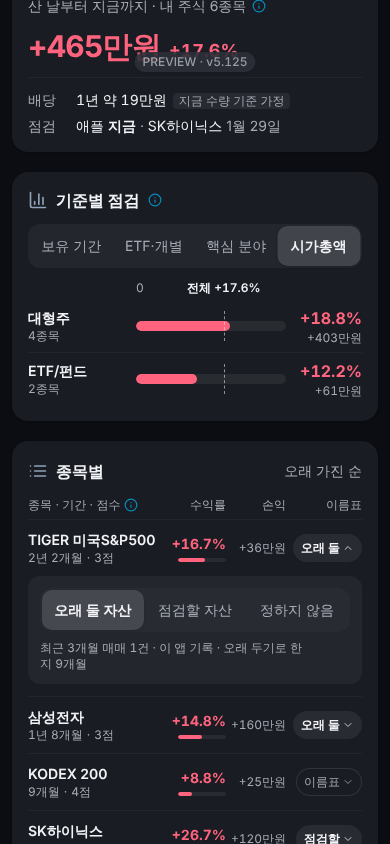 산 날부터 지금까지 · 내 주식 6종목
+465만원 +17.6%
PREVIEW · v5.125
배당 1년 약 19만원 지금 수량 기준 가정
점검 애플 지금 · SK하이닉스 1월 29일
기준별 점검
보유 기간 ETF·개별 핵심 분야 시가총액
0 전체 +17.6%
대형주 +18.8%
4종목 +403만원
ETF/펀드 +12.2%
2종목 +61만원
종목별 오래 가진 순
종목 · 기간 · 점수 수익률 손익 이름표
TIGER 미국S&P500 +16.7% +36만원 오래 둘
2년 2개월 · 3점
오래 둘 자산 점검할 자산 정하지 않음
최근 3개월 매매 1건 · 이 앱 기록 · 오래 두기로 한
지 9개월
삼성전자 +14.8% +160만원 오래 둘
1년 8개월 · 3점
KODEX 200 +8.8% +25만원 이름표
9개월 · 4점
SK하이닉스 +26.7% +120만원 점검할